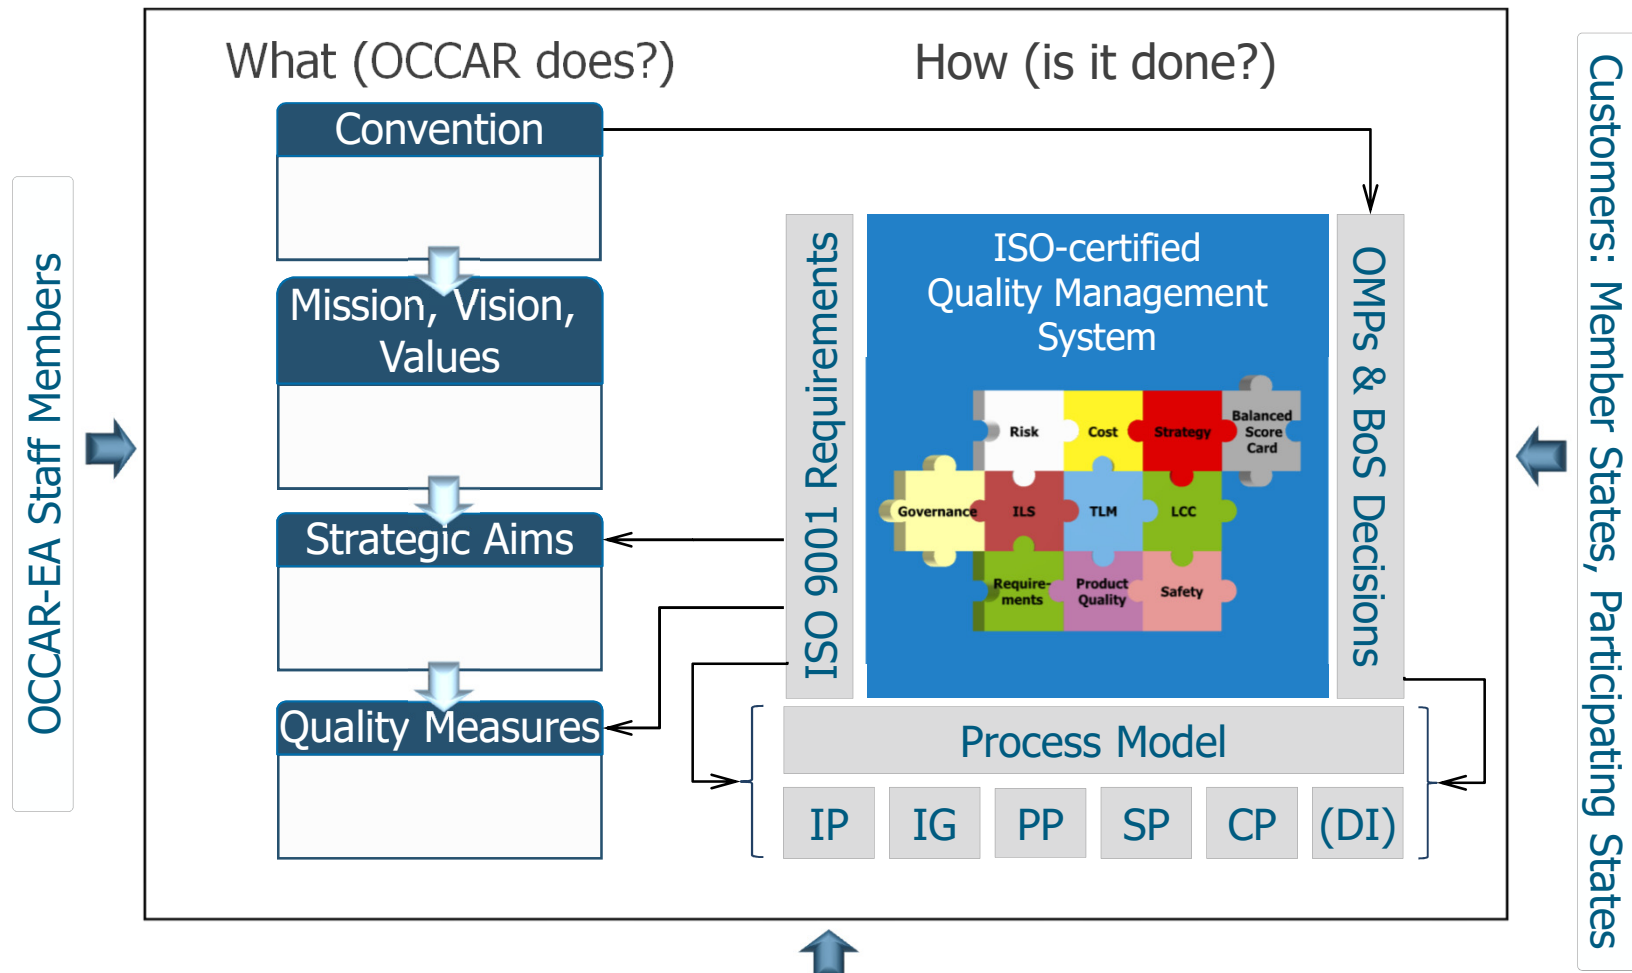 What (OCCAR does?)
How (is it done?)
Convention
Mission, Vision,
Values
Strategic Aims
Quality Measures
OCCAR-EA Staff Members
ISO 9001 Requirements
ISO-certified
Quality Management
System
Risk
Cost
Strategy
Balanced
Score
Card
Governance
ILS
TLM
LCC
Require-
ments
Product
Quality
Safety
OMPs & BoS Decisions
Process Model
IP
IG
PP
SP
CP
(DI)
Customers: Member States, Participating States